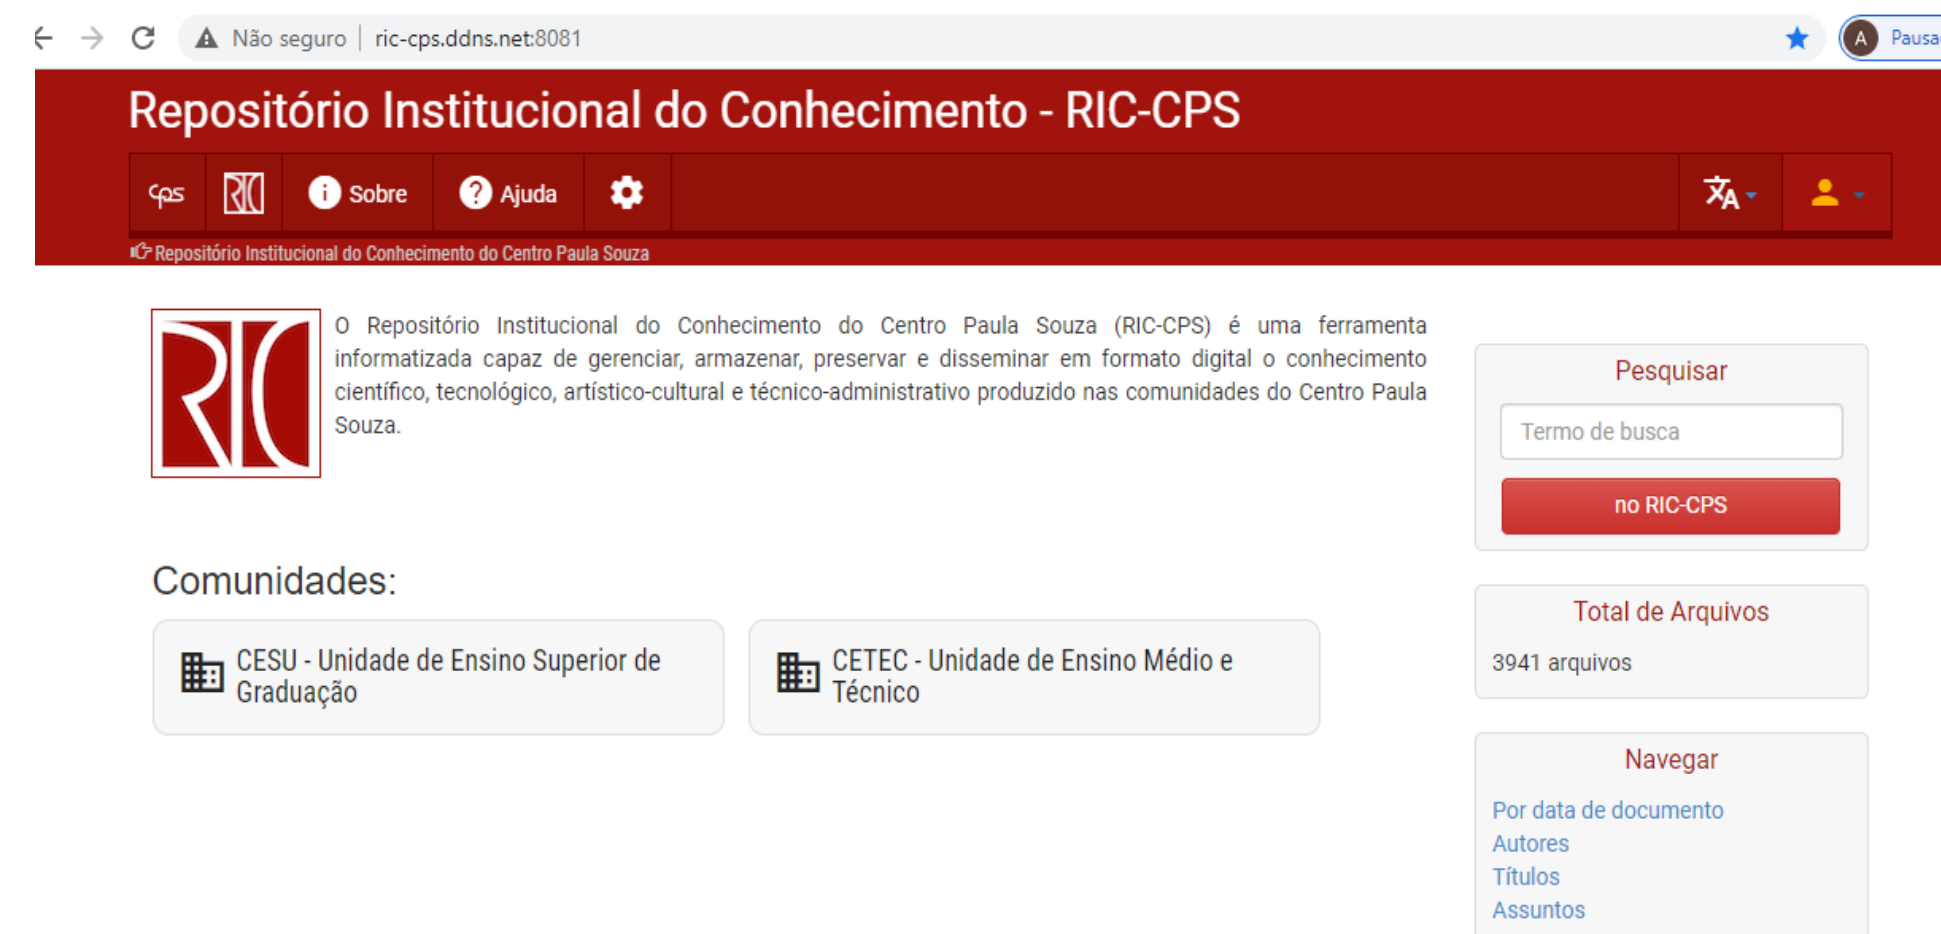 Não seguro | ric-cps.ddns.net:8081
A Pausa
Repositório Institucional do Conhecimento - RIC-CPS
cps RIC Sobre Ajuda
Repositório Institucional do Conhecimento do Centro Paula Souza
RIC
O Repositório Institucional do Conhecimento do Centro Paula Souza (RIC-CPS) é uma ferramenta
informatizada capaz de gerenciar, armazenar, preservar e disseminar em formato digital o conhecimento
científico, tecnológico, artístico-cultural e técnico-administrativo produzido nas comunidades do Centro Paula
Souza.
Comunidades:
CESU - Unidade de Ensino Superior de
Graduação
CETEC - Unidade de Ensino Médio e
Técnico
Pesquisar
Termo de busca
no RIC-CPS
Total de Arquivos
3941 arquivos
Navegar
Por data de documento
Autores
Títulos
Assuntos